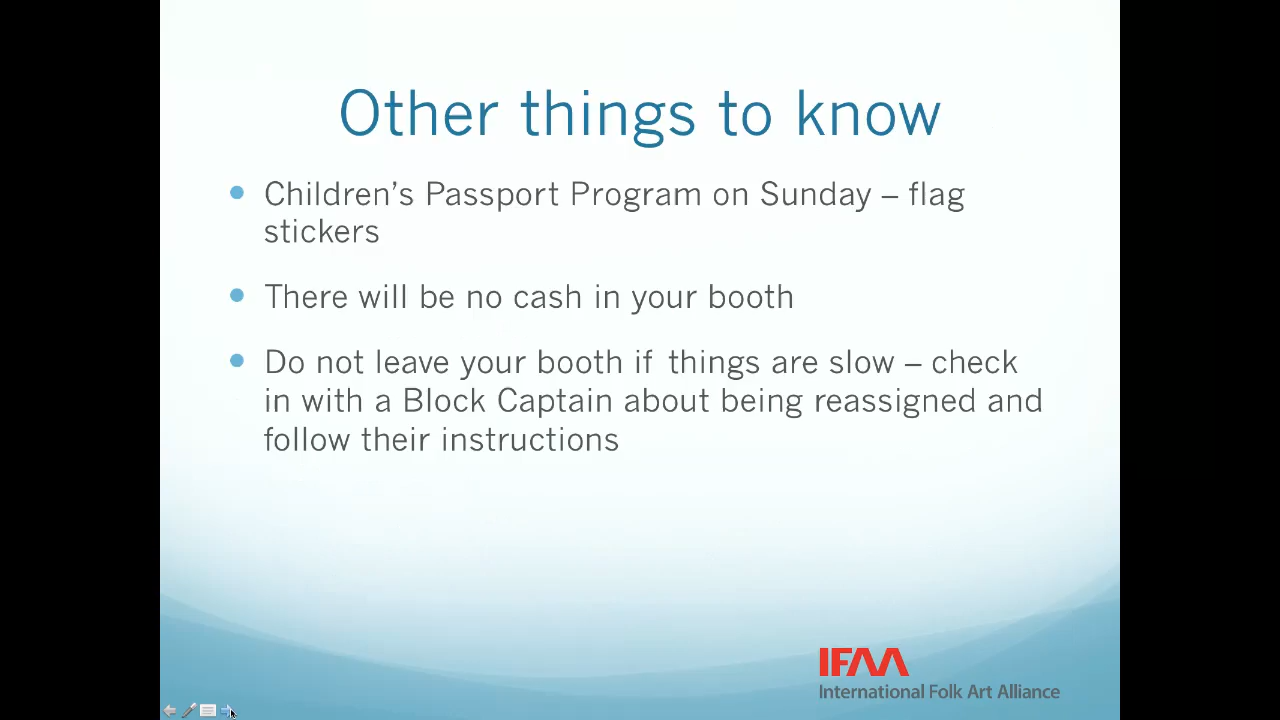 Other things to know
Children’s Passport Program on Sunday – flag
stickers
There will be no cash in your booth
Do not leave your booth if things are slow – check
in with a Block Captain about being reassigned and
follow their instructions
IFAA
International Folk Art Alliance